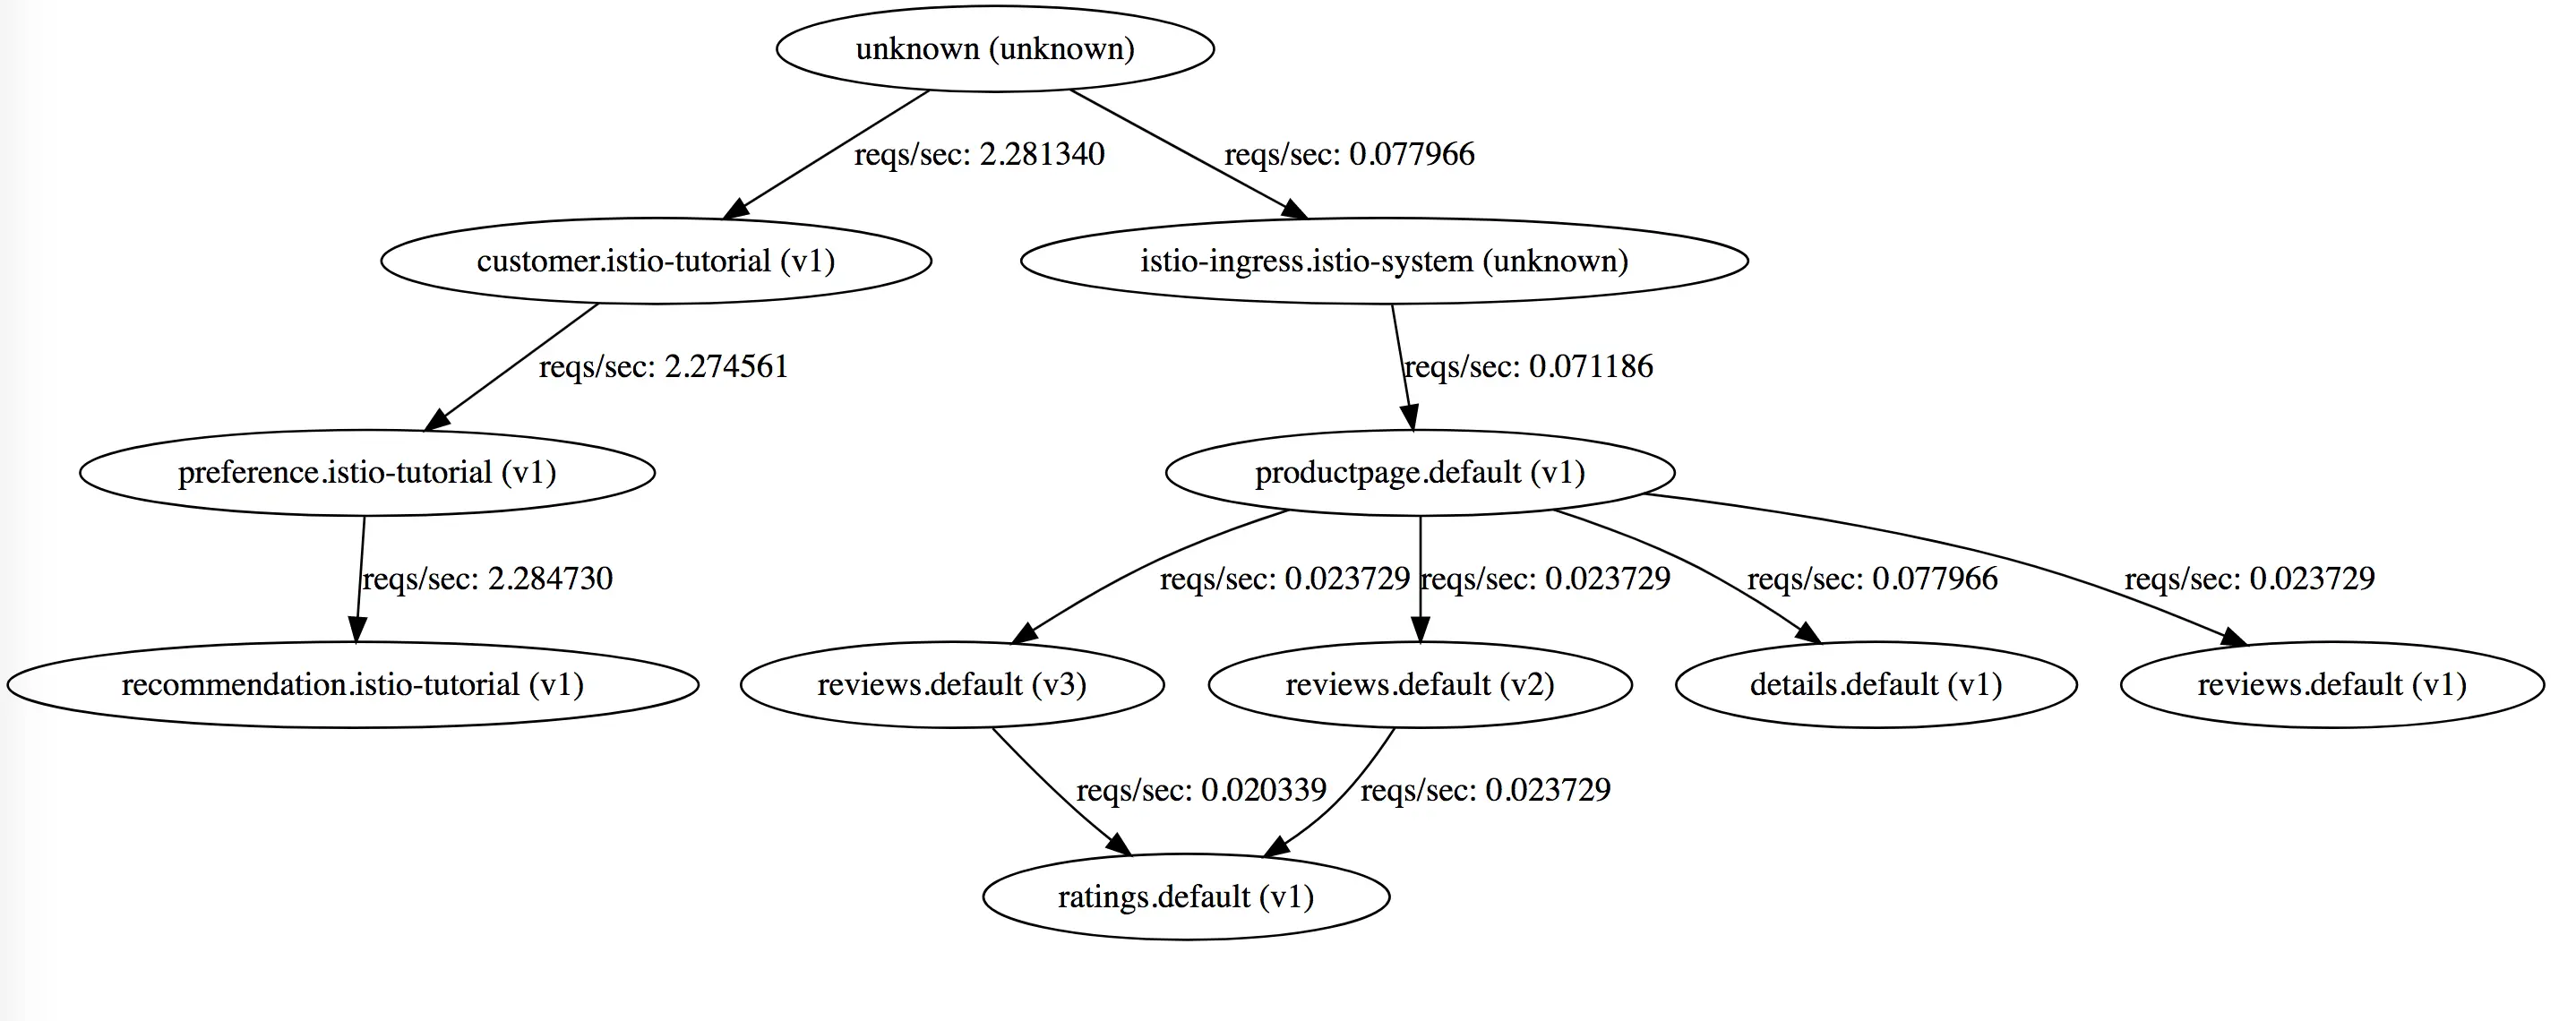 unknown (unknown)
reqs/sec: 2.281340
reqs/sec: 0.077966
customer.istio-tutorial (v1)
istio-ingress.istio-system (unknown)
reqs/sec: 2.274561
reqs/sec: 0.071186
preference.istio-tutorial (v1)
productpage.default (v1)
reqs/sec: 2.284730
reqs/sec: 0.023729
reqs/sec: 0.023729
reqs/sec: 0.077966
reqs/sec: 0.023729
recommendation.istio-tutorial (v1)
reviews.default (v3)
reviews.default (v2)
details.default (v1)
reviews.default (v1)
reqs/sec: 0.020339
reqs/sec: 0.023729
ratings.default (v1)